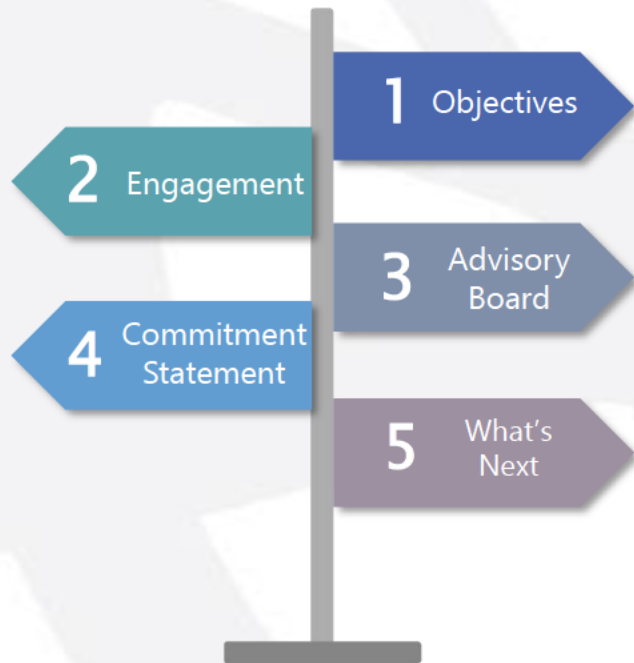 1 Objectives
2 Engagement
3 Advisory
Board
4 Commitment
Statement
5 What's
Next